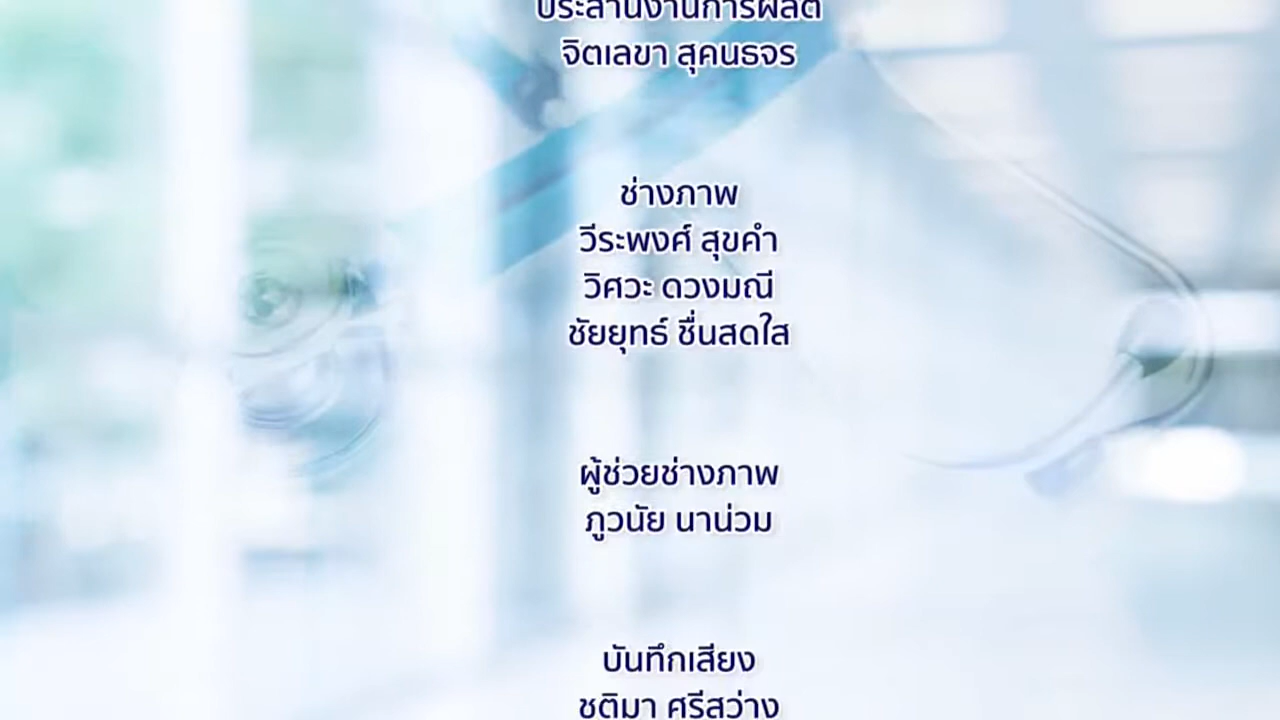 ประสานงานการผลิต
จิตเลขา สุคนธจร
ช่างภาพ
วีระพงศ์ สุขคำ
วิศวะ ดวงมณี
ชัยยุทธ์ ชื่นสดใส
ผู้ช่วยช่างภาพ
ภูวนัย นาน่วม
บันทึกเสียง
ชติมา ศรีสว่าง